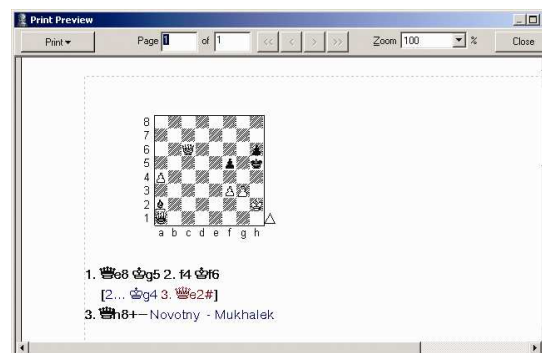 Print Preview
Print Page 1 of 1 << < > >> Zoom 100 % Close
8
7
6
5
4
3
2
1
a b c d e f g h
1. ♛e8 ♔g5 2. f4 ♔f6
[2... ♔g4 3. ♛e2#]
3. ♛h8+− Novotny - Mukhalek